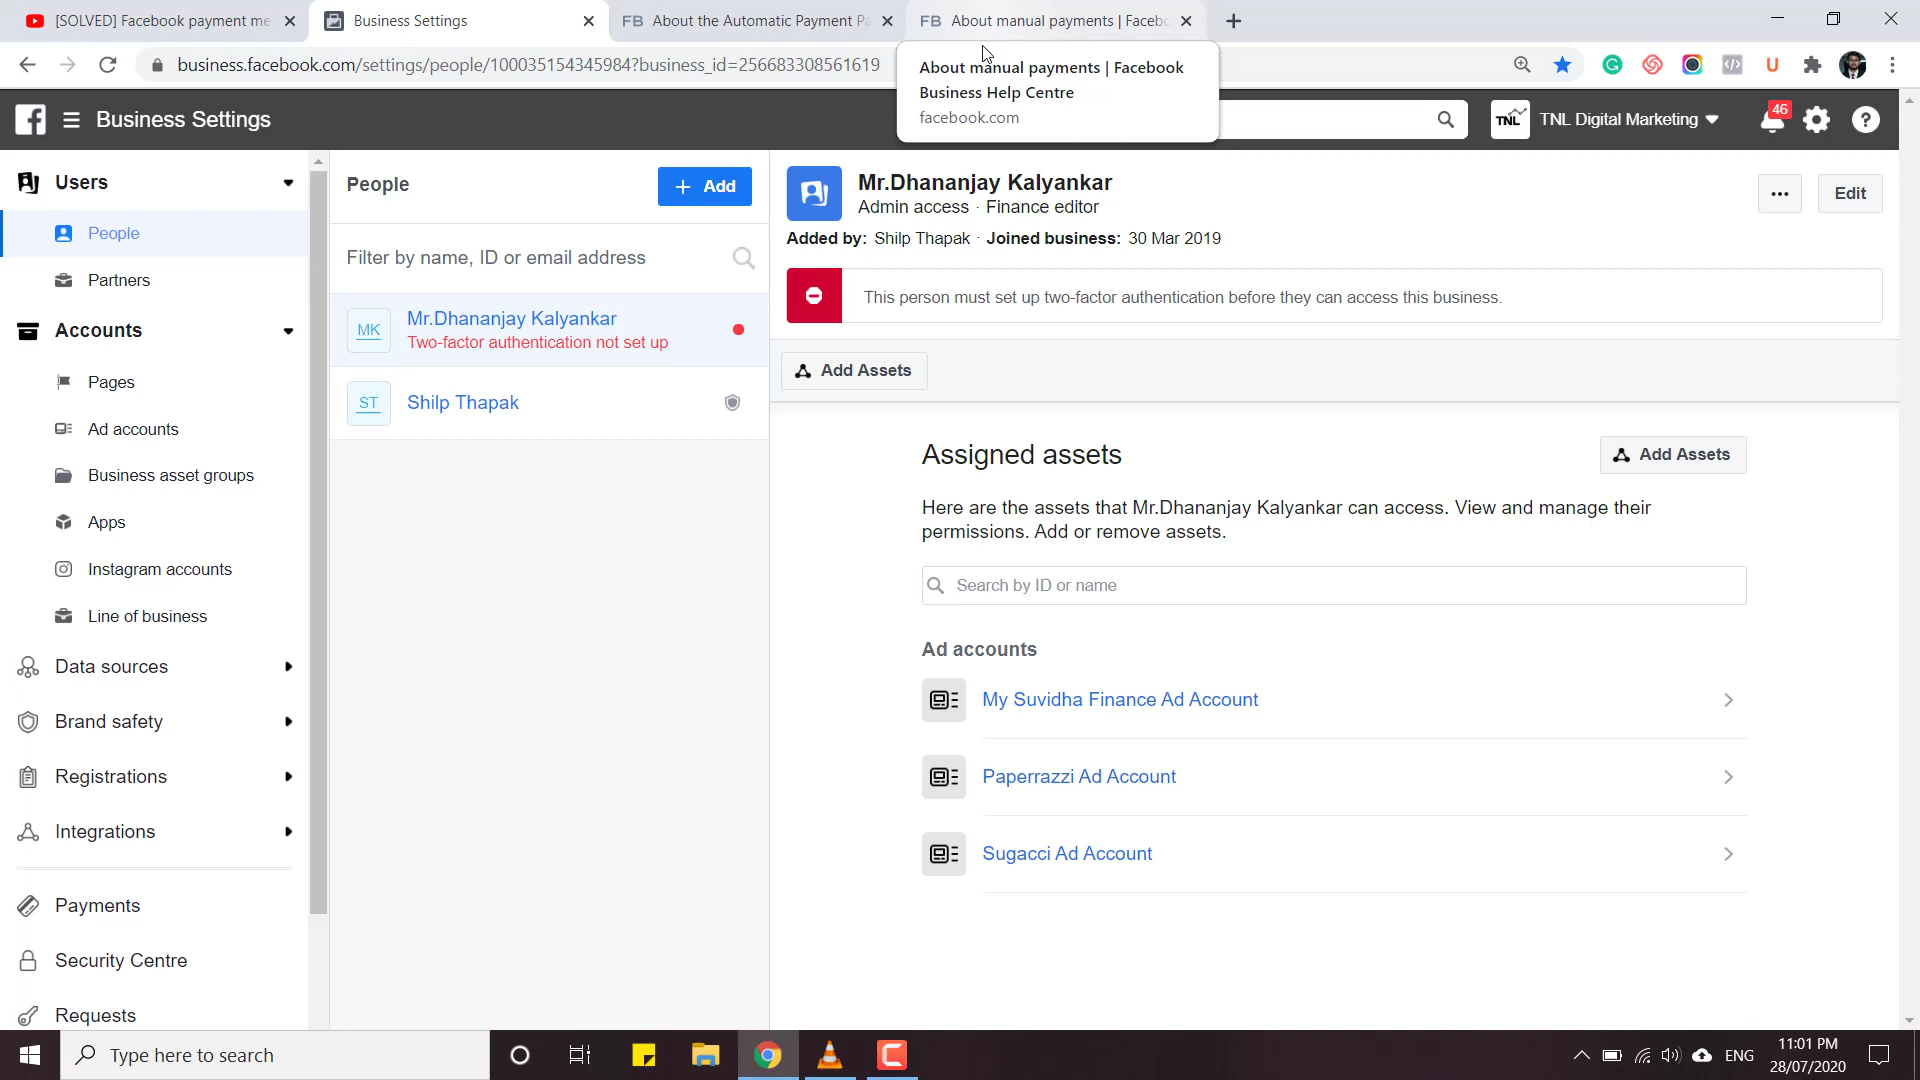 [SOLVED] Facebook payment me
Business Settings
FB About the Automatic Payment Pa
FB About manual payments | Facebo
business.facebook.com/settings/people/100035154345984?business_id=256683308561619
About manual payments | Facebook
Business Help Centre
facebook.com
Business Settings
TNL
TNL Digital Marketing
46
Users
People
Partners
Accounts
Pages
Ad accounts
Business asset groups
Apps
Instagram accounts
Line of business
Data sources
Brand safety
Registrations
Integrations
Payments
Security Centre
Requests
People
+ Add
Filter by name, ID or email address
MK
Mr.Dhananjay Kalyankar
Two-factor authentication not set up
ST
Shilp Thapak
Mr.Dhananjay Kalyankar
Admin access · Finance editor
Added by: Shilp Thapak · Joined business: 30 Mar 2019
Edit
This person must set up two-factor authentication before they can access this business.
Add Assets
Assigned assets
Add Assets
Here are the assets that Mr.Dhananjay Kalyankar can access. View and manage their
permissions. Add or remove assets.
Search by ID or name
Ad accounts
My Suvidha Finance Ad Account
Paperrazzi Ad Account
Sugacci Ad Account
Type here to search
ENG
11:01 PM
28/07/2020